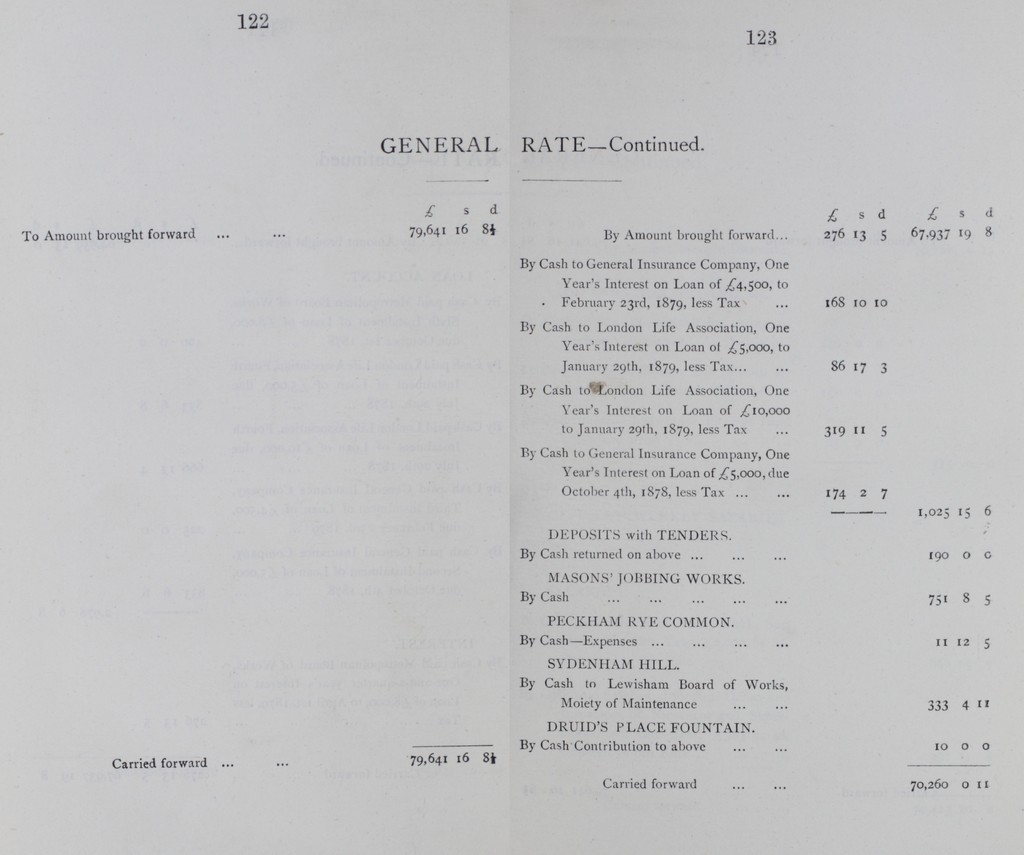 122
GENERAL
£ s d
To Amount brought forward ... ... 79,641 16 8½
Carried forward ... ... 79,641 16 8½
123
RATE—Continued.
£ s d £ s d
By Amount brought forward... 276 13 5 67,937 19 8
By Cash to General Insurance Company, One
Year's Interest on Loan of £4,500, to
February 23rd, 1879, less Tax ... 168 10 10
By Cash to London Life Association, One
Year's Interest on Loan of £5,000, to
January 29th, 1879, less Tax... ... 86 17 3
By Cash to London Life Association, One
Year's Interest on Loan of £10,000
to January 29th, 1879, less Tax ... 319 11 5
By Cash to General Insurance Company, One
Year's Interest on Loan of £5,000, due
October 4th, 1878, less Tax ... ... 174 2 7
1,025 15 6
DEPOSITS with TENDERS.
By Cash returned on above ... ... ... 190 0 0
MASONS' JOBBING WORKS.
By Cash ... ... ... ... ... 751 8 5
PECKHAM RYE COMMON.
By Cash—Expenses ... ... ... ... 11 12 5
SYDENHAM HILL.
By Cash to Lewisham Board of Works,
Moiety of Maintenance ... ... 333 4 11
DRUID'S PLACE FOUNTAIN.
By Cash Contribution to above ... ... 10 0 0
Carried forward ... ... 70,260 0 11